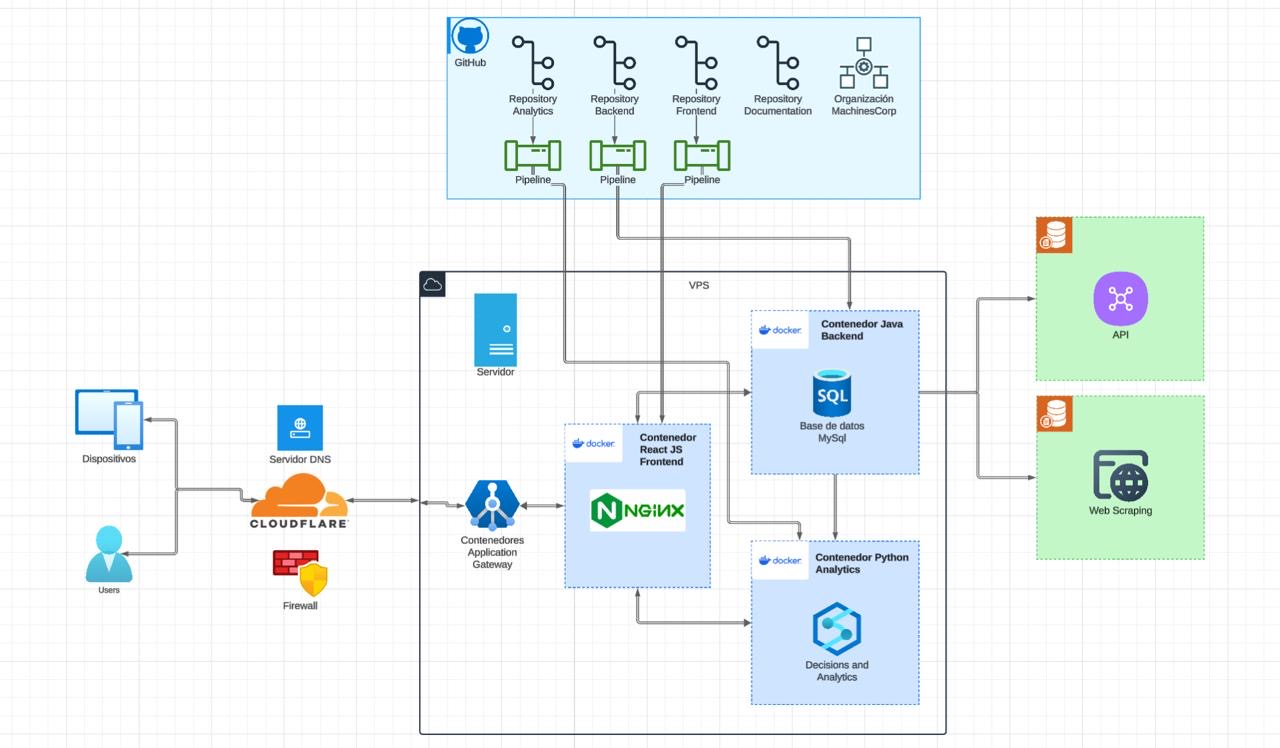 GitHub
Repository
Analytics
Repository
Backend
Repository
Frontend
Repository
Documentation
Organización
MachinesCorp
Pipeline
Pipeline
Pipeline
VPS
Servidor
docker
Contenedor Java
Backend
SQL
Base de datos
MySql
API
Web Scraping
Dispositivos
Users
Servidor DNS
CLOUDFLARE
Firewall
Contenedores
Application
Gateway
docker
Contenedor
React JS
Frontend
NGINX
docker
Contenedor Python
Analytics
Decisions and
Analytics